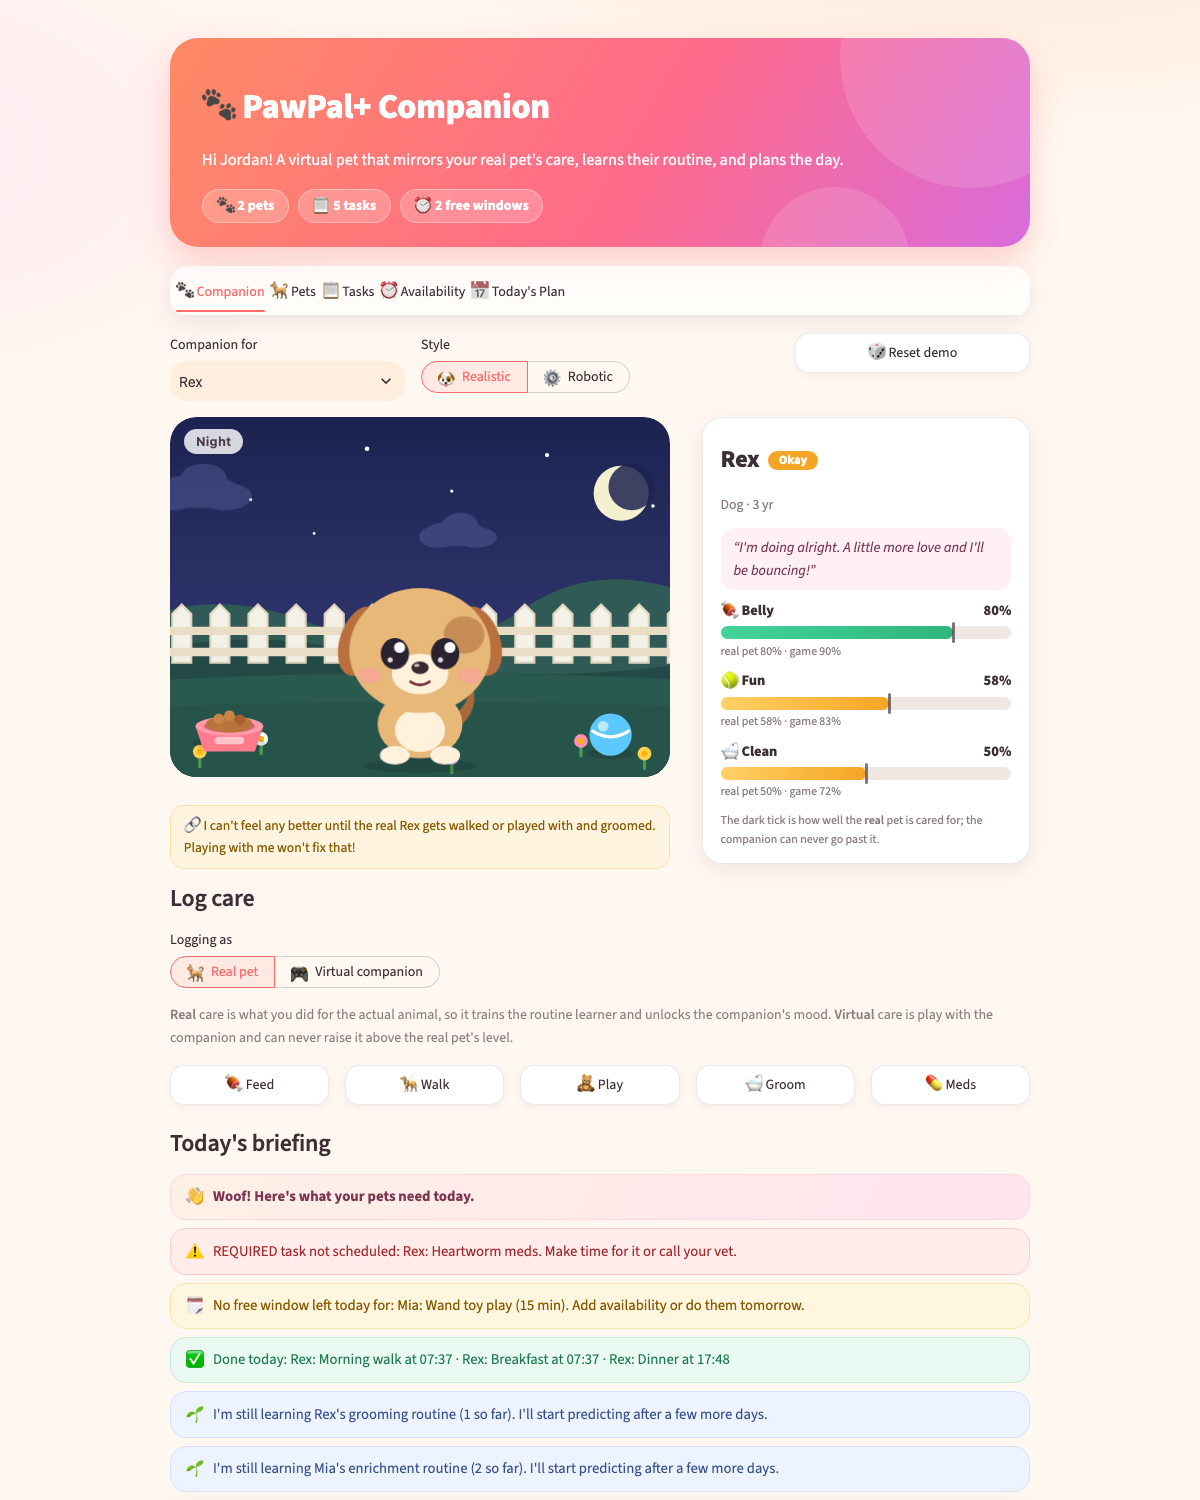 PawPal+ Companion
Hi Jordan! A virtual pet that mirrors your real pet's care, learns their routine, and plans the day.
2 pets
5 tasks
2 free windows
Companion
Pets
Tasks
Availability
Today's Plan
Companion for
Style
Rex
Realistic
Robotic
Reset demo
Night
Rex
Okay
Dog · 3 yr
“I'm doing alright. A little more love and I'll
be bouncing!”
Belly
80%
real pet 80% · game 90%
Fun
58%
real pet 58% · game 83%
Clean
50%
real pet 50% · game 72%
The dark tick is how well the real pet is cared for; the
companion can never go past it.
I can't feel any better until the real Rex gets walked or played with and groomed.
Playing with me won't fix that!
Log care
Logging as
Real pet
Virtual companion
Real care is what you did for the actual animal, so it trains the routine learner and unlocks the companion's mood. Virtual care is play with the
companion and can never raise it above the real pet's level.
Feed
Walk
Play
Groom
Meds
Today's briefing
Woof! Here's what your pets need today.
REQUIRED task not scheduled: Rex: Heartworm meds. Make time for it or call your vet.
No free window left today for: Mia: Wand toy play (15 min). Add availability or do them tomorrow.
Done today: Rex: Morning walk at 07:37 · Rex: Breakfast at 07:37 · Rex: Dinner at 17:48
I'm still learning Rex's grooming routine (1 so far). I'll start predicting after a few more days.
I'm still learning Mia's enrichment routine (2 so far). I'll start predicting after a few more days.